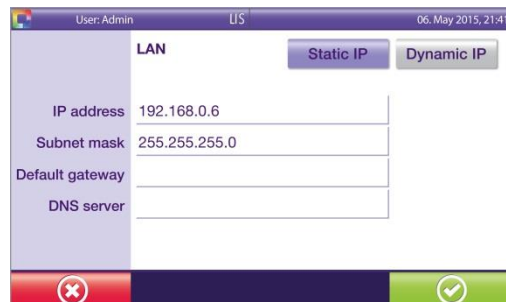 User: Admin LIS 06. May 2015, 21:41
LAN Static IP Dynamic IP
IP address 192.168.0.6
Subnet mask 255.255.255.0
Default gateway
DNS server